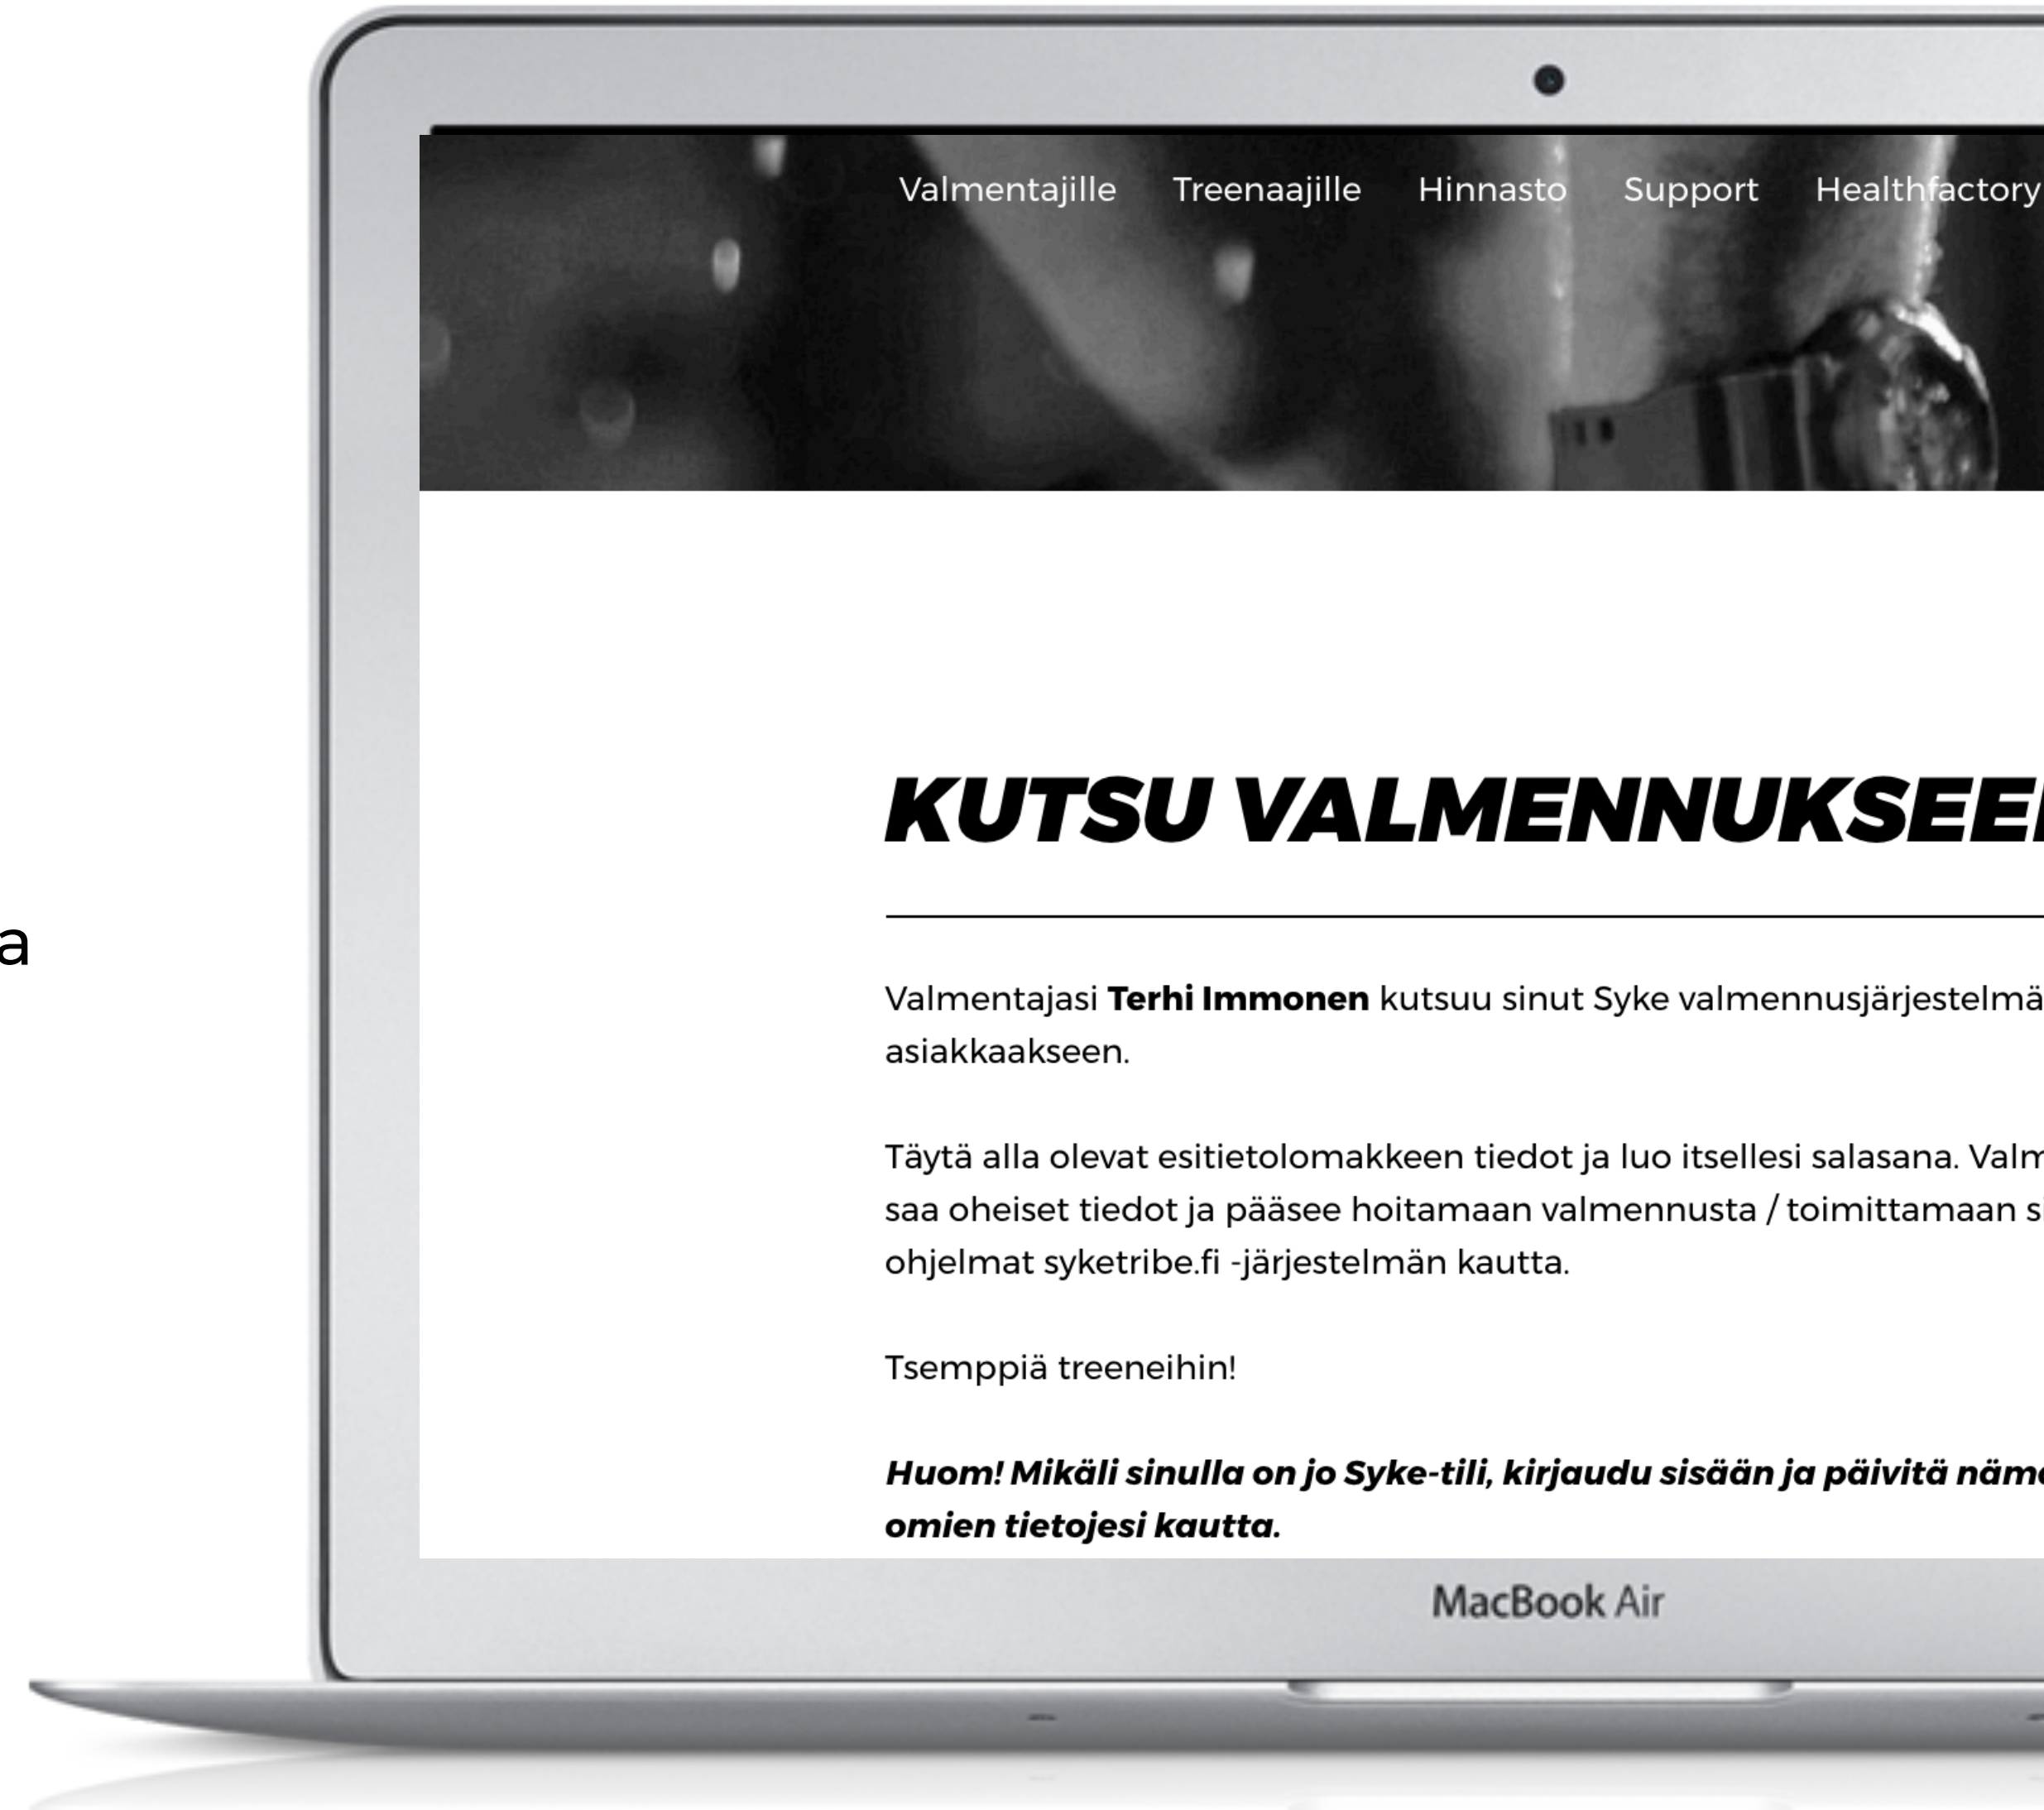 Valmentajille Treenaajille Hinnasto Support Healthfactory
KUTSU VALMENNUKSEE
a
Valmentajasi Terhi Immonen kutsuu sinut Syke valmennusjärjestelmä
asiakkaakseen.
Täytä alla olevat esitietolomakkeen tiedot ja luo itsellesi salasana. Valm
saa oheiset tiedot ja pääsee hoitamaan valmennusta / toimittamaan si
ohjelmat syketribe.fi -järjestelmän kautta.
Tsemppiä treeneihin!
Huom! Mikäli sinulla on jo Syke-tili, kirjaudu sisään ja päivitä näm
omien tietojesi kautta.
MacBook Air